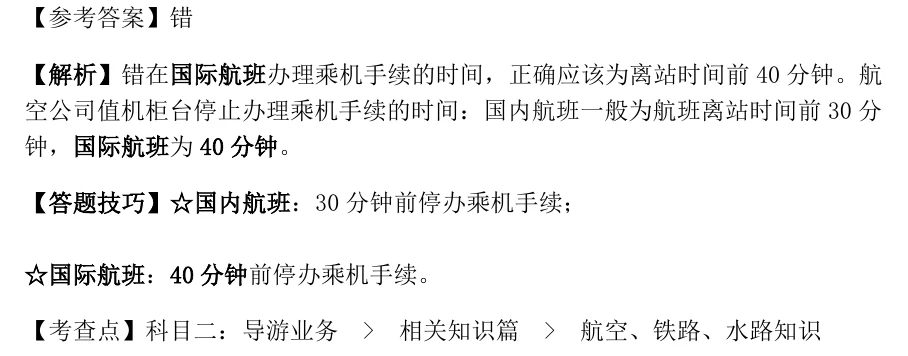 【参考答案】错
【解析】错在国际航班办理乘机手续的时间，正确应该为离站时间前 40 分钟。航
空公司值机柜台停止办理乘机手续的时间：国内航班一般为航班离站时间前 30 分
钟，国际航班为 40 分钟。
【答题技巧】☆国内航班：30 分钟前停办乘机手续；
☆国际航班：40 分钟前停办乘机手续。
【考查点】科目二：导游业务 > 相关知识篇 > 航空、铁路、水路知识